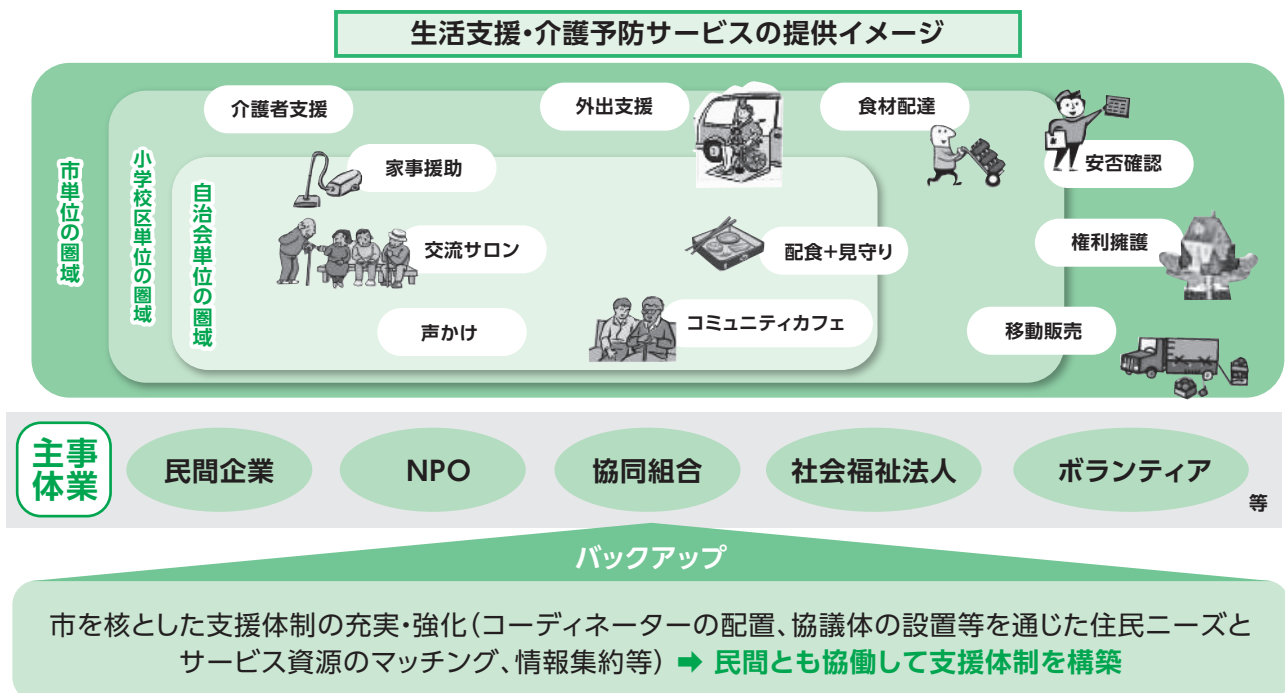 生活支援・介護予防サービスの提供イメージ
市単位の圏域
小学校区単位の圏域
自治会単位の圏域
介護者支援
外出支援
食材配達
家事援助
安否確認
交流サロン
配食+見守り
権利擁護
声かけ
コミュニティカフェ
移動販売
事業
主体
民間企業
NPO
協同組合
社会福祉法人
ボランティア
等
バックアップ
市を核とした支援体制の充実・強化(コーディネーターの配置、協議体の設置等を通じた住民ニーズと
サービス資源のマッチング、情報集約等) ➡ 民間とも協働して支援体制を構築